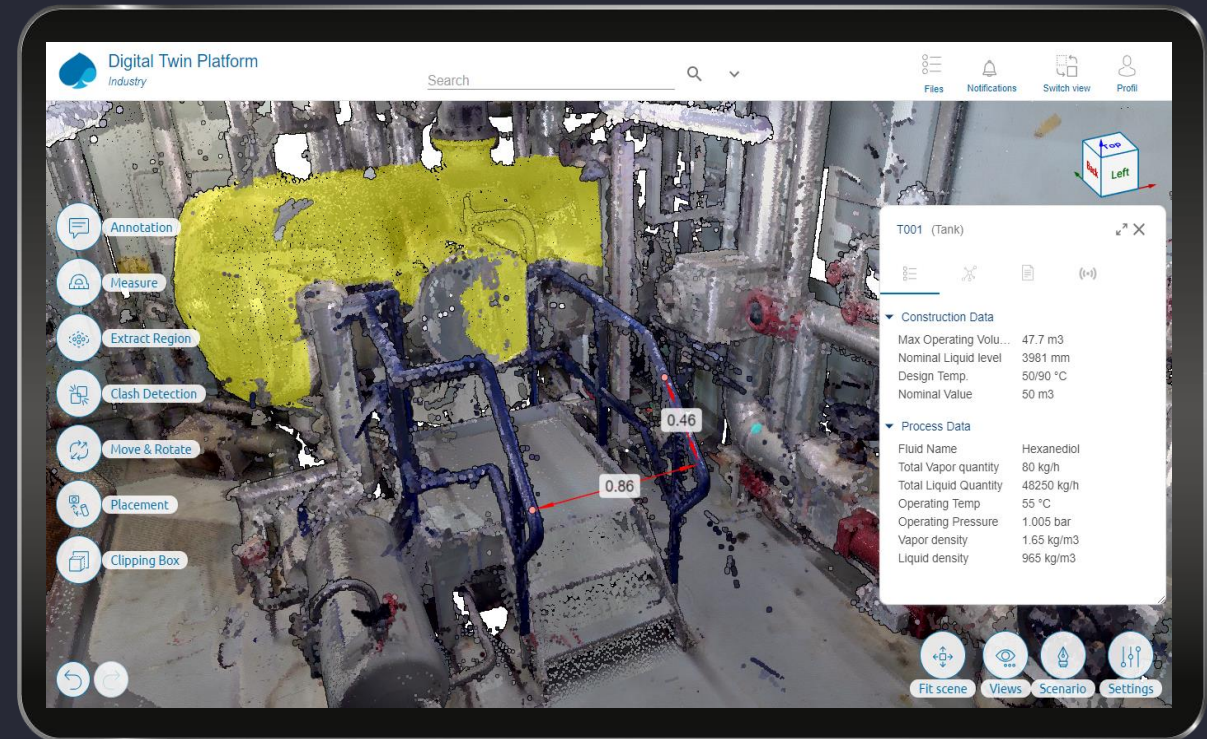 Digital Twin Platform
Industry
Search
Files
Notifications
Switch view
Profil
Top
Back
Left
Annotation
Measure
Extract Region
Clash Detection
Move & Rotate
Placement
Clipping Box
0.46
0.86
T001 (Tank)
Construction Data
Max Operating Volu... 47.7 m3
Nominal Liquid level 3981 mm
Design Temp. 50/90 °C
Nominal Value 50 m3
Process Data
Fluid Name Hexanediol
Total Vapor quantity 80 kg/h
Total Liquid Quantity 48250 kg/h
Operating Temp 55 °C
Operating Pressure 1.005 bar
Vapor density 1.65 kg/m3
Liquid density 965 kg/m3
Fit scene
Views
Scenario
Settings